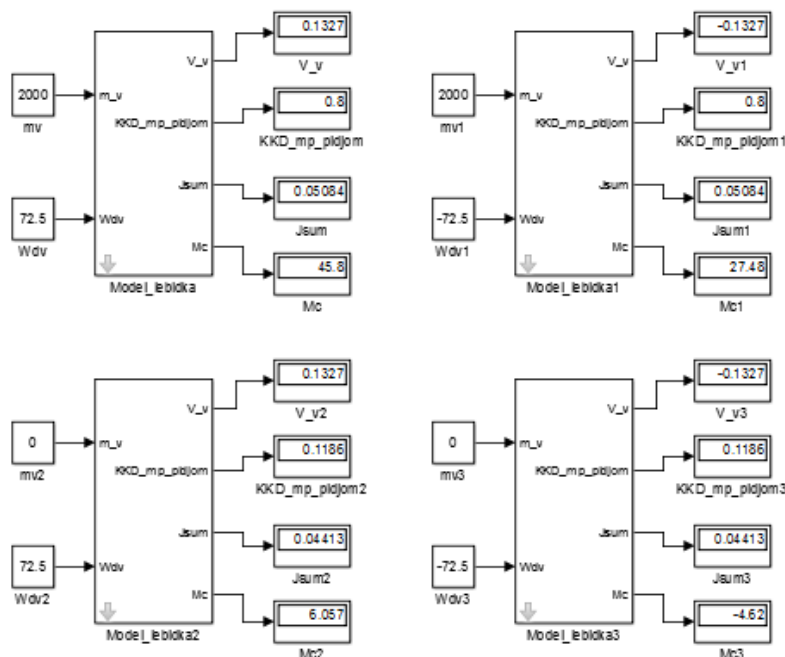 0.1327
V_v
V_v
2000
mv
m_v
0.8
KKD_mp_pidjom
KKD_mp_pidjom
72.5
Wdv
Wdv
Jsum
0.05084
Jsum
Mc
45.8
Mc
Model_lebidka
-0.1327
V_v
V_v1
2000
mv1
m_v
0.8
KKD_mp_pidjom
KKD_mp_pidjom1
-72.5
Wdv1
Wdv
Jsum
0.05084
Jsum1
Mc
27.48
Mc1
Model_lebidka1
0.1327
V_v
V_v2
0
mv2
m_v
0.1186
KKD_mp_pidjom
KKD_mp_pidjom2
72.5
Wdv2
Wdv
Jsum
0.04413
Jsum2
Mc
6.057
Mc2
Model_lebidka2
-0.1327
V_v
V_v3
0
mv3
m_v
0.1186
KKD_mp_pidjom
KKD_mp_pidjom3
-72.5
Wdv3
Wdv
Jsum
0.04413
Jsum3
Mc
-4.62
Mc3
Model_lebidka3